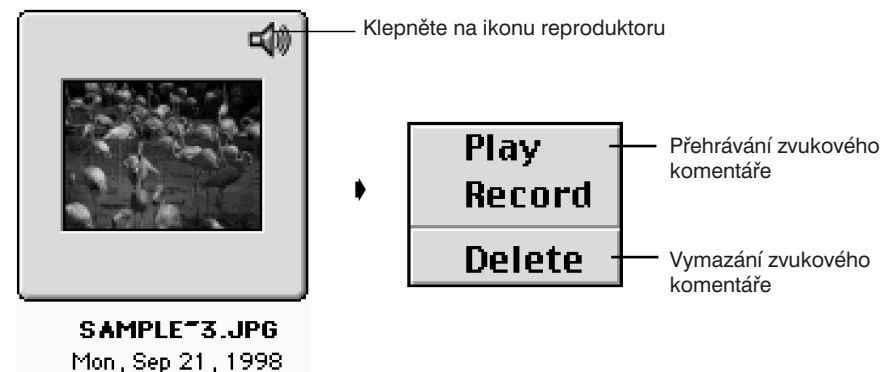 Klepněte na ikonu reproduktoru
SAMPLE~3.JPG
Mon, Sep 21, 1998
Play
Record
Delete
Přehrávání zvukového
komentáře
Vymazání zvukového
komentáře